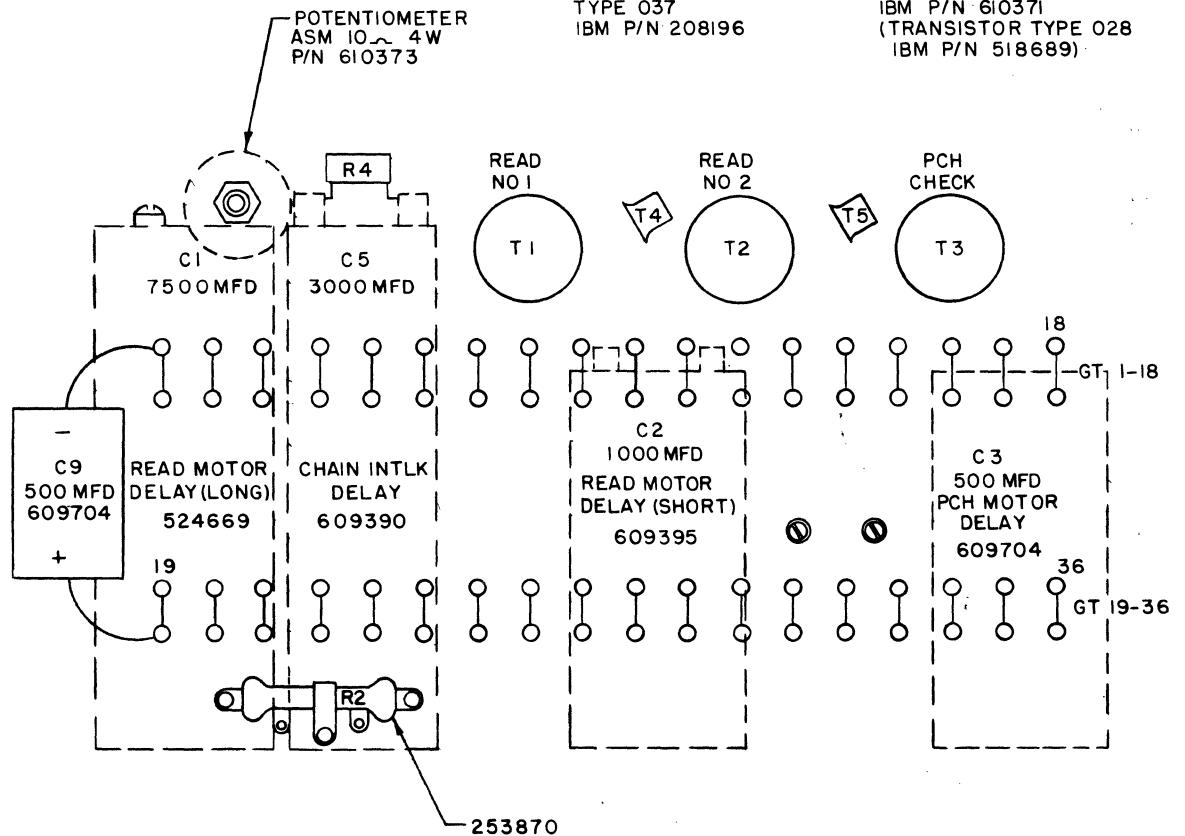 POTENTIOMETER
ASM 10Ω 4W
P/N 610373
TYPE 037
IBM P/N 208196
IBM P/N 610371
(TRANSISTOR TYPE 028
IBM P/N 518689)
R4
READ
NO 1
READ
NO 2
PCH
CHECK
T4
T5
T1
T2
T3
C1
7500 MFD
C5
3000 MFD
18
GT 1-18
C2
1000 MFD
READ MOTOR
DELAY (SHORT)
609395
−
C9
500 MFD
609704
+
READ MOTOR
DELAY (LONG)
524669
CHAIN INTLK
DELAY
609390
C3
500 MFD
PCH MOTOR
DELAY
609704
19
36
GT 19-36
R2
253870